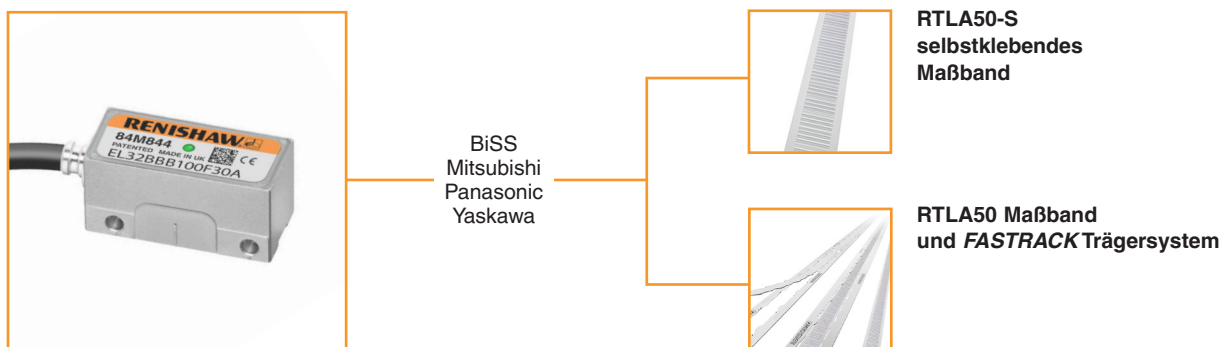 RENISHAW
84M844
PATENTED MADE IN UK
CE
EL32BBB100F30A
BiSS
Mitsubishi
Panasonic
Yaskawa
RTLA50-S
selbstklebendes
Maßband
RTLA50 Maßband
und FASTRACK Trägersystem